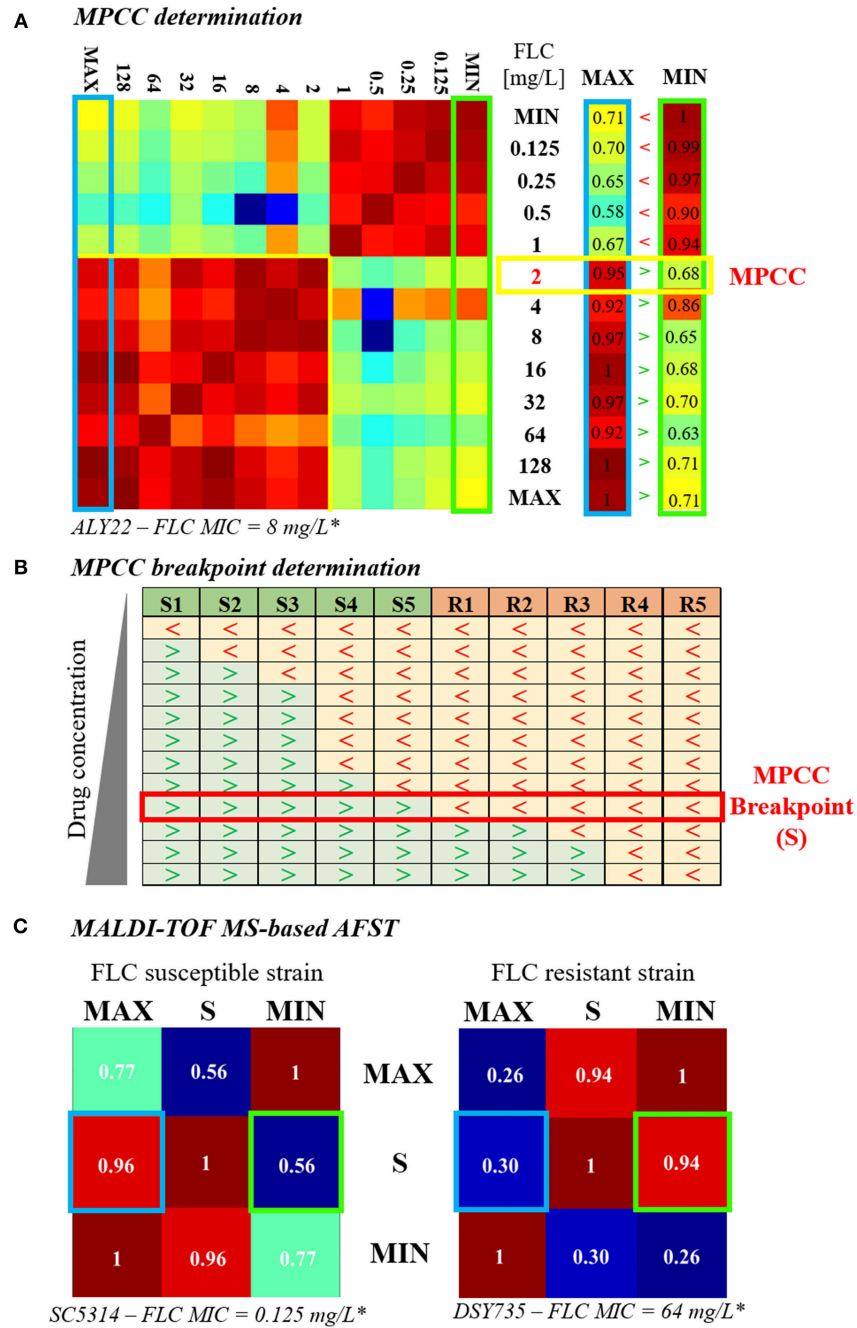 A MPCC determination
MAX 128 64 32 16 8 4 2 1 0.5 0.25 0.125 MIN
FLC
[mg/L] MAX MIN
MIN 0.71 < 1
0.125 0.70 < 0.99
0.25 0.65 < 0.97
0.5 0.58 < 0.90
1 0.67 < 0.94
2 0.95 > 0.68 MPCC
4 0.92 > 0.86
8 0.97 > 0.65
16 1 > 0.68
32 0.97 > 0.70
64 0.92 > 0.63
128 1 > 0.71
MAX 1 > 0.71
ALY22 – FLC MIC = 8 mg/L*
B MPCC breakpoint determination
Drug concentration
S1 S2 S3 S4 S5 R1 R2 R3 R4 R5
< < < < < < < < < <
> < < < < < < < < <
> > < < < < < < < <
> > > < < < < < < <
> > > < < < < < < <
> > > < < < < < < <
> > > < < < < < < <
> > > > < < < < < <
> > > > > < < < < <
> > > > > > > < < <
> > > > > > > > < <
> > > > > > > > < <
MPCC
Breakpoint
(S)
C MALDI-TOF MS-based AFST
FLC susceptible strain
MAX S MIN
0.77 0.56 1
0.96 1 0.56
1 0.96 0.77
SC5314 – FLC MIC = 0.125 mg/L*
MAX
S
MIN
FLC resistant strain
MAX S MIN
0.26 0.94 1
0.30 1 0.94
1 0.30 0.26
DSY735 – FLC MIC = 64 mg/L*